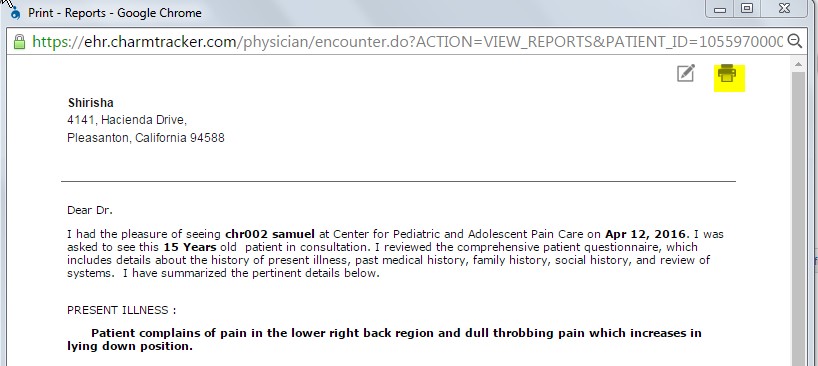 Print - Reports - Google Chrome
https://ehr.charmtracker.com/physician/encounter.do?ACTION=VIEW_REPORTS&PATIENT_ID=1055970000
Shirisha
4141, Hacienda Drive,
Pleasanton, California 94588
Dear Dr.
I had the pleasure of seeing chr002 samuel at Center for Pediatric and Adolescent Pain Care on Apr 12, 2016. I was
asked to see this 15 Years old  patient in consultation. I reviewed the comprehensive patient questionnaire, which
includes details about the history of present illness, past medical history, family history, social history, and review of
systems.  I have summarized the pertinent details below.
PRESENT ILLNESS :
Patient complains of pain in the lower right back region and dull throbbing pain which increases in
lying down position.